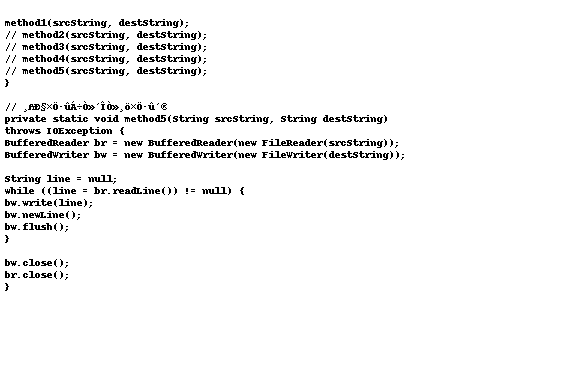 method1(srcString, destString);
// method2(srcString, destString);
// method3(srcString, destString);
// method4(srcString, destString);
// method5(srcString, destString);
}
//
private static void method5(String srcString, String destString)
throws IOException {
BufferedReader br = new BufferedReader(new FileReader(srcString));
BufferedWriter bw = new BufferedWriter(new FileWriter(destString));
String line = null;
while ((line = br.readLine()) != null) {
bw.write(line);
bw.newLine();
bw.flush();
}
bw.close();
br.close();
}